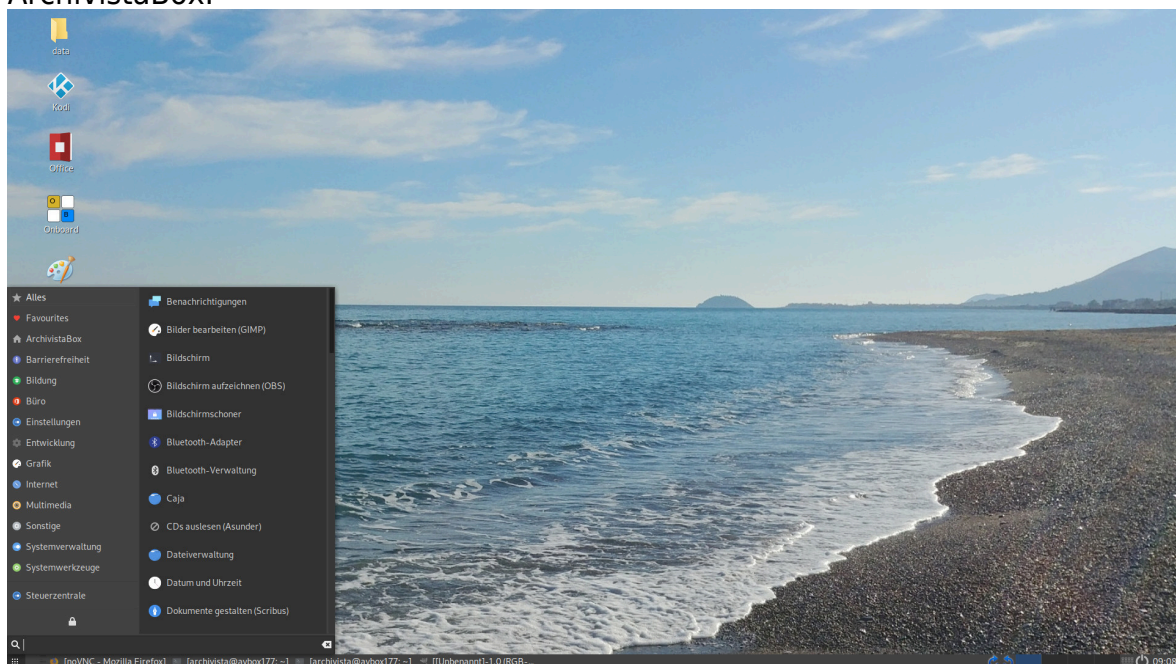 ArchivistaBox.
data
Kodi
Office
O
B
Onboard
Alles
Favourites
ArchivistaBox
Barrierefreiheit
Bildung
Büro
Einstellungen
Entwicklung
Grafik
Internet
Multimedia
Sonstige
Systemverwaltung
Systemwerkzeuge
Steuerzentrale
Benachrichtigungen
Bilder bearbeiten (GIMP)
Bildschirm
Bildschirm aufzeichnen (OBS)
Bildschirmschoner
Bluetooth-Adapter
Bluetooth-Verwaltung
Caja
CDs auslesen (Asunder)
Dateiverwaltung
Datum und Uhrzeit
Dokumente gestalten (Scribus)
[noVNC - Mozilla Firefox] [archivista@avbox177: ~] [archivista@avbox177: ~] [[Unbenannt]-1.0 (RGB-...